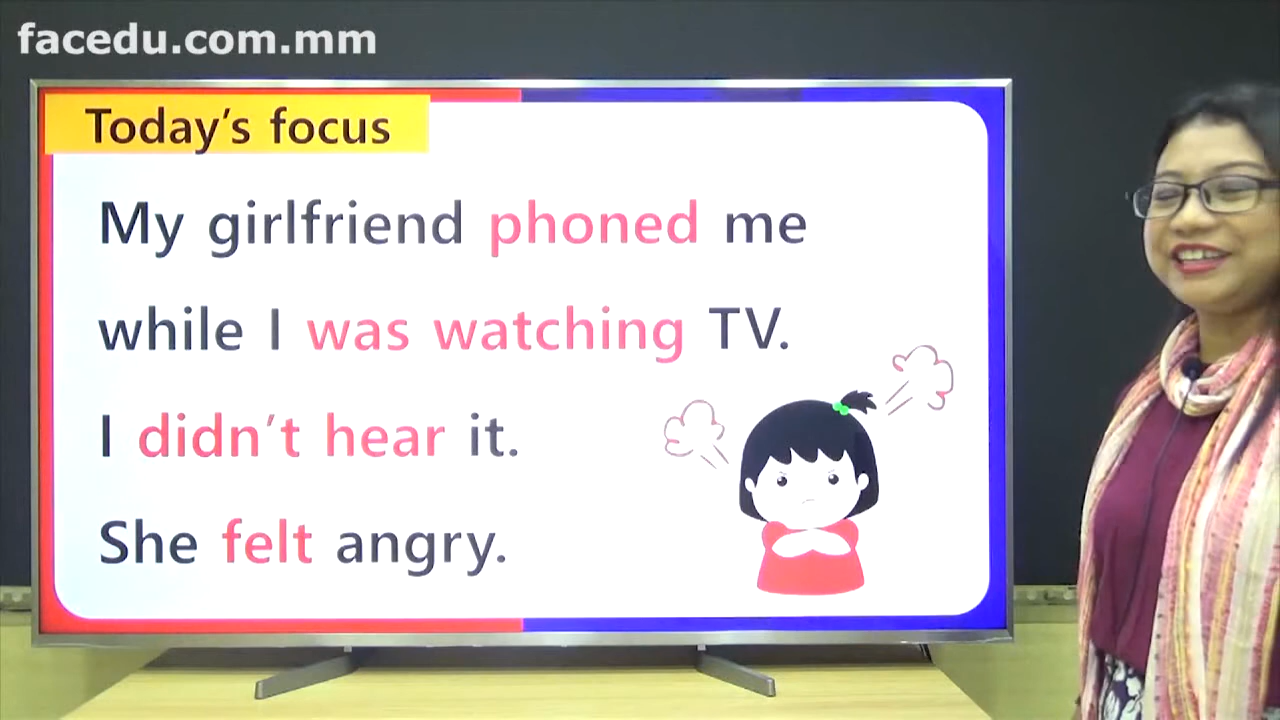 facedu.com.mm
Today's focus
My girlfriend phoned me
while I was watching TV.
I didn't hear it.
She felt angry.